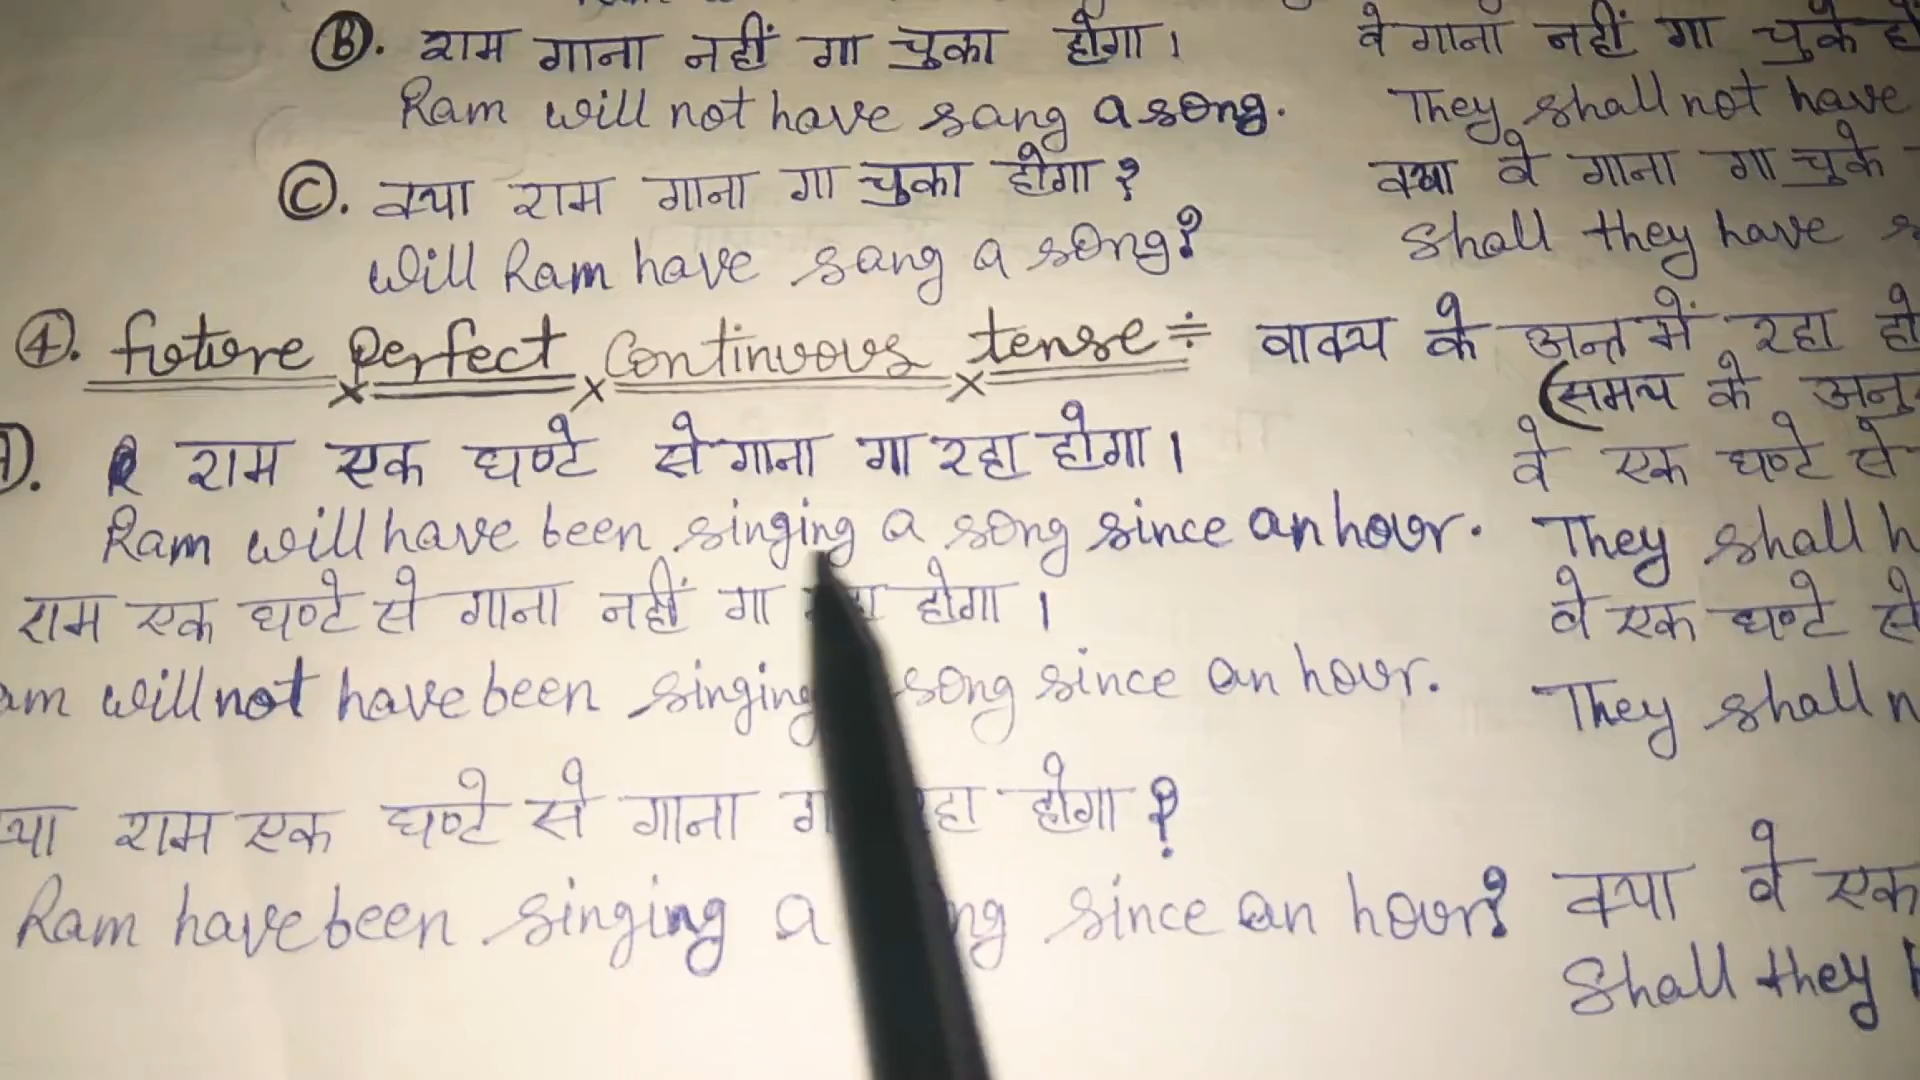 Ⓑ. राम गाना नहीं गा चुका होगा। वे गाना नहीं गा चुके
Ram will not have sang a song. They shall not have
Ⓒ. क्या राम गाना गा चुका होगा? क्या वे गाना गा चुके
will Ram have sang a song? Shall they have
④. future perfect Continuous tense ÷ वाक्य के अन्त में रहा हो
(समय के अनु
राम एक घण्टे से गाना गा रहा होगा। वे एक घण्टे से
Ram will have been singing a song since an hour. They shall h
राम एक घण्टे से गाना नहीं गा होगा। वे एक घण्टे से
am will not have been singing song since an hour. They shall n
या राम एक घण्टे से गाना हा होगा? क्या वे एक
Ram have been singing a ng since an hour? Shall they